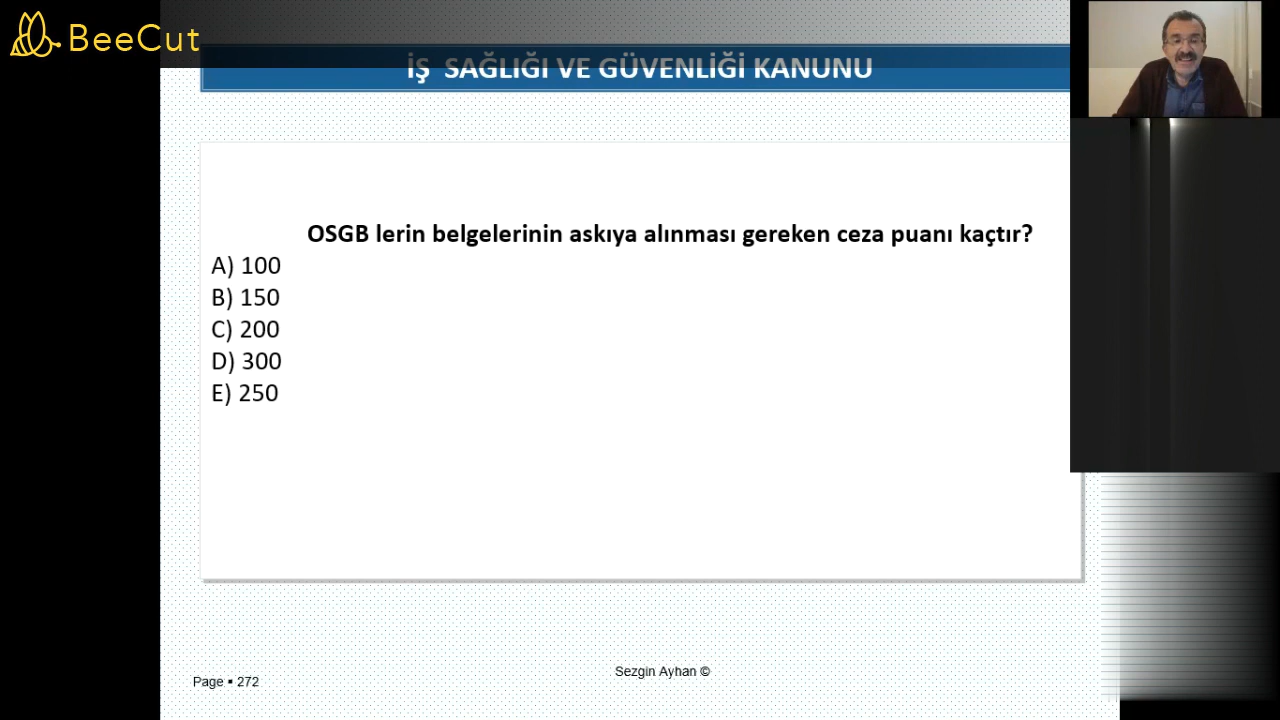 BeeCut
İŞ SAĞLIĞI VE GÜVENLİĞİ KANUNU
OSGB lerin belgelerinin askıya alınması gereken ceza puanı kaçtır?
A) 100
B) 150
C) 200
D) 300
E) 250
Sezgin Ayhan ©
Page ▪ 272